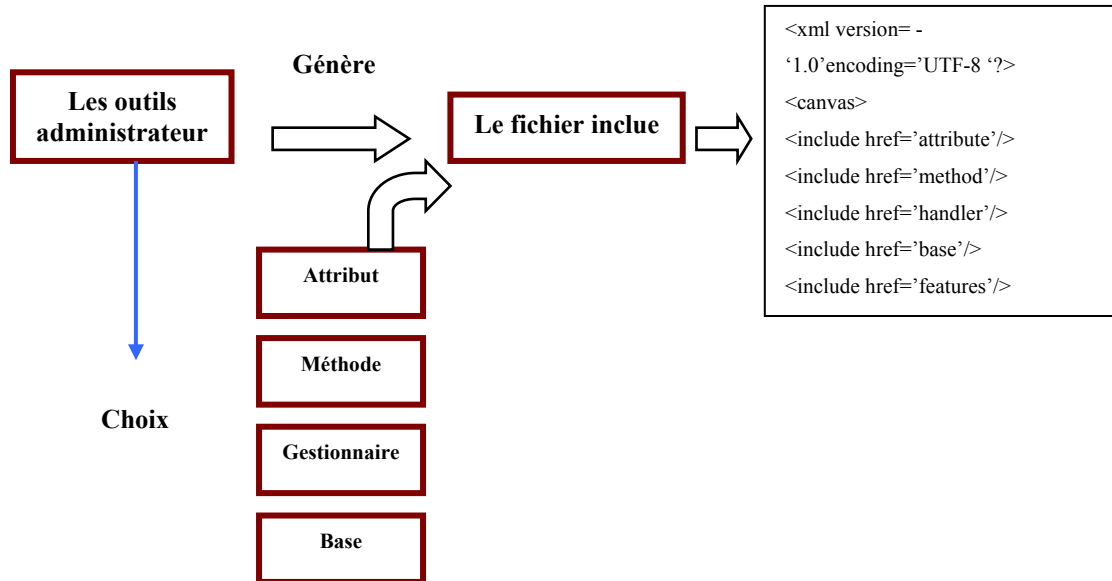 Les outils
administrateur
Génère
Le fichier inclue
<xml version= -
‘1.0’encoding=’UTF-8 ‘?>
<canvas>
<include href=’attribute’/>
<include href=’method’/>
<include href=’handler’/>
<include href=’base’/>
<include href=’features’/>
Attribut
Méthode
Choix
Gestionnaire
Base